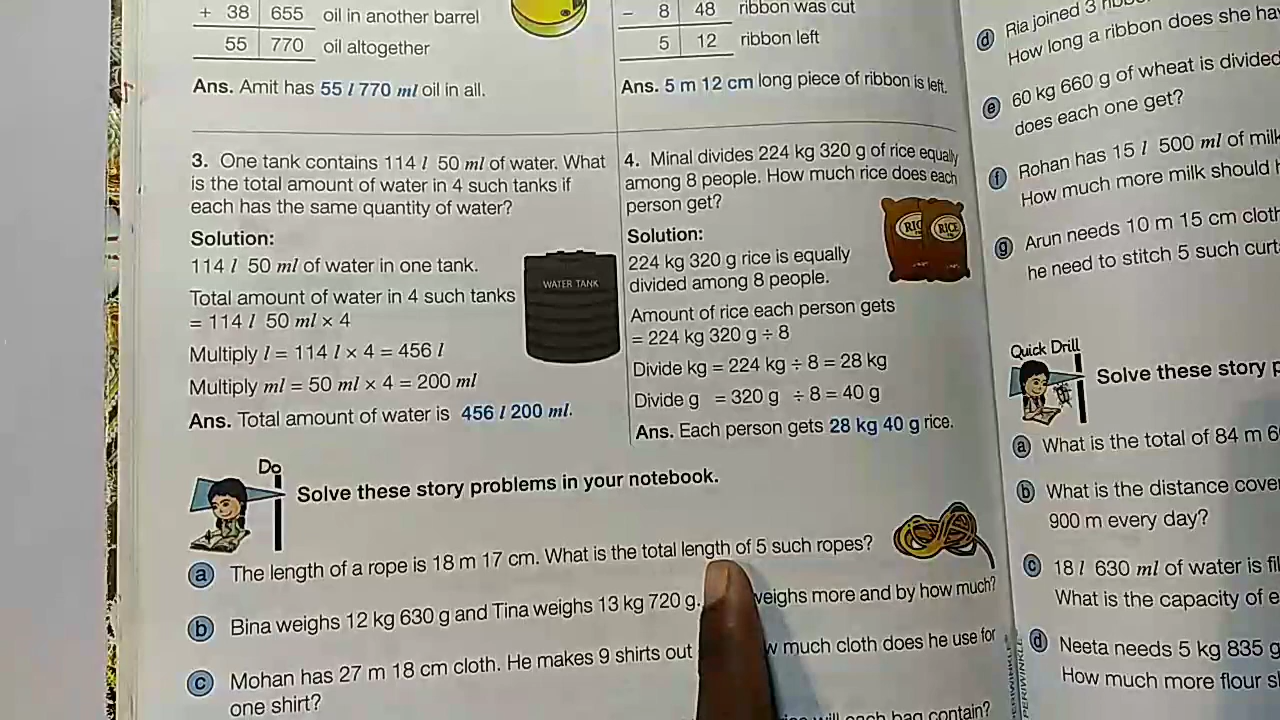 + 38 655 oil in another barrel
55 770 oil altogether
Ans. Amit has 55 l 770 ml oil in all.
− 8 48 ribbon was cut
5 12 ribbon left
Ans. 5 m 12 cm long piece of ribbon is left.
3. One tank contains 114 l 50 ml of water. What
is the total amount of water in 4 such tanks if
each has the same quantity of water?
Solution:
114 l 50 ml of water in one tank.
Total amount of water in 4 such tanks
= 114 l 50 ml × 4
Multiply l = 114 l × 4 = 456 l
Multiply ml = 50 ml × 4 = 200 ml
Ans. Total amount of water is 456 l 200 ml.
WATER TANK
4. Minal divides 224 kg 320 g of rice equally
among 8 people. How much rice does each
person get?
Solution:
224 kg 320 g rice is equally
divided among 8 people.
Amount of rice each person gets
= 224 kg 320 g ÷ 8
Divide kg = 224 kg ÷ 8 = 28 kg
Divide g = 320 g ÷ 8 = 40 g
Ans. Each person gets 28 kg 40 g rice.
RICE
Do
Solve these story problems in your notebook.
a The length of a rope is 18 m 17 cm. What is the total length of 5 such ropes?
b Bina weighs 12 kg 630 g and Tina weighs 13 kg 720 g. weighs more and by how much?
c Mohan has 27 m 18 cm cloth. He makes 9 shirts out much cloth does he use for
one shirt?
each bag contain?
d Ria joined 3
How long a ribbon does she
e 60 kg 660 g of wheat is divided
does each one get?
f Rohan has 15 l 500 ml of
How much more milk should
g Arun needs 10 m 15 cm
he need to stitch 5 such
Quick Drill
Solve these story
a What is the total of 84 m
b What is the distance
900 m every day?
c 18 l 630 ml of water is
What is the capacity of
d Neeta needs 5 kg 835 g
How much more flour
PERIWINKLE